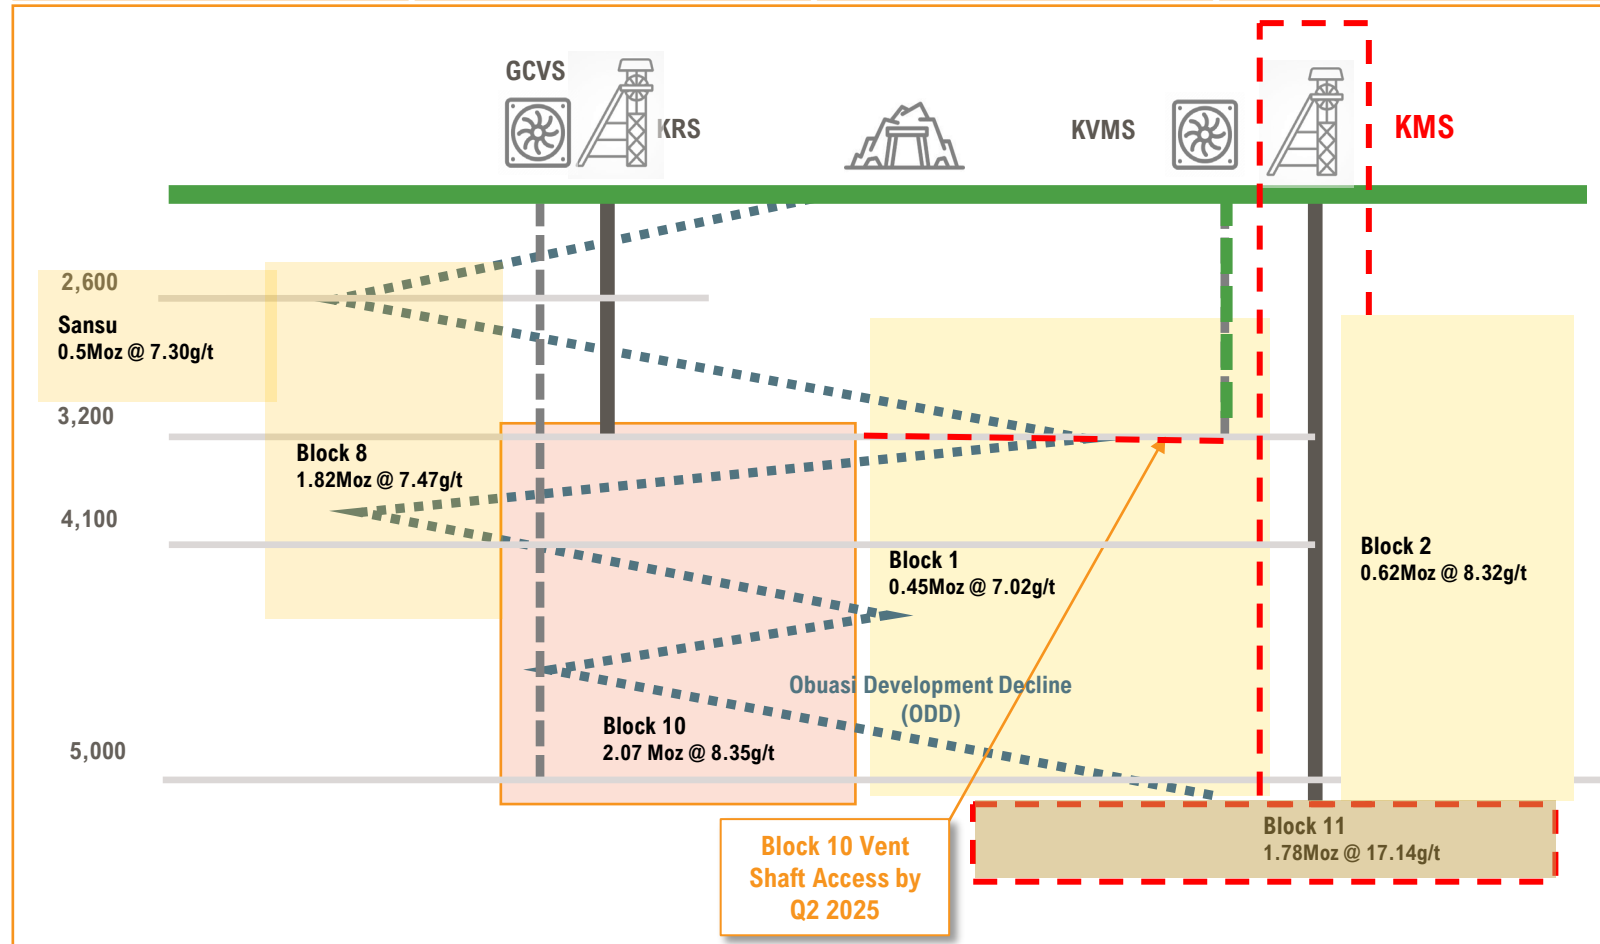 GCVS
KRS
KVMS
KMS
2,600
Sansu
0.5Moz @ 7.30g/t
3,200
Block 8
1.82Moz @ 7.47g/t
4,100
Block 1
0.45Moz @ 7.02g/t
Block 2
0.62Moz @ 8.32g/t
Obuasi Development Decline
(ODD)
Block 10
2.07 Moz @ 8.35g/t
5,000
Block 11
1.78Moz @ 17.14g/t
Block 10 Vent
Shaft Access by
Q2 2025